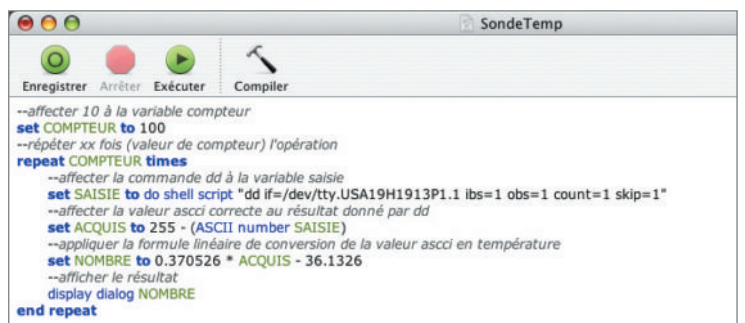 SondeTemp
Enregistrer Arrêter Exécuter Compiler
--affecter 10 à la variable compteur
set COMPTEUR to 100
--répéter xx fois (valeur de compteur) l'opération
repeat COMPTEUR times
--affecter la commande dd à la variable saisie
set SAISIE to do shell script "dd if=/dev/tty.USA19H1913P1.1 ibs=1 obs=1 count=1 skip=1"
--affecter la valeur ascci correcte au résultat donné par dd
set ACQUIS to 255 - (ASCII number SAISIE)
--appliquer la formule linéaire de conversion de la valeur ascci en température
set NOMBRE to 0.370526 * ACQUIS - 36.1326
--afficher le résultat
display dialog NOMBRE
end repeat